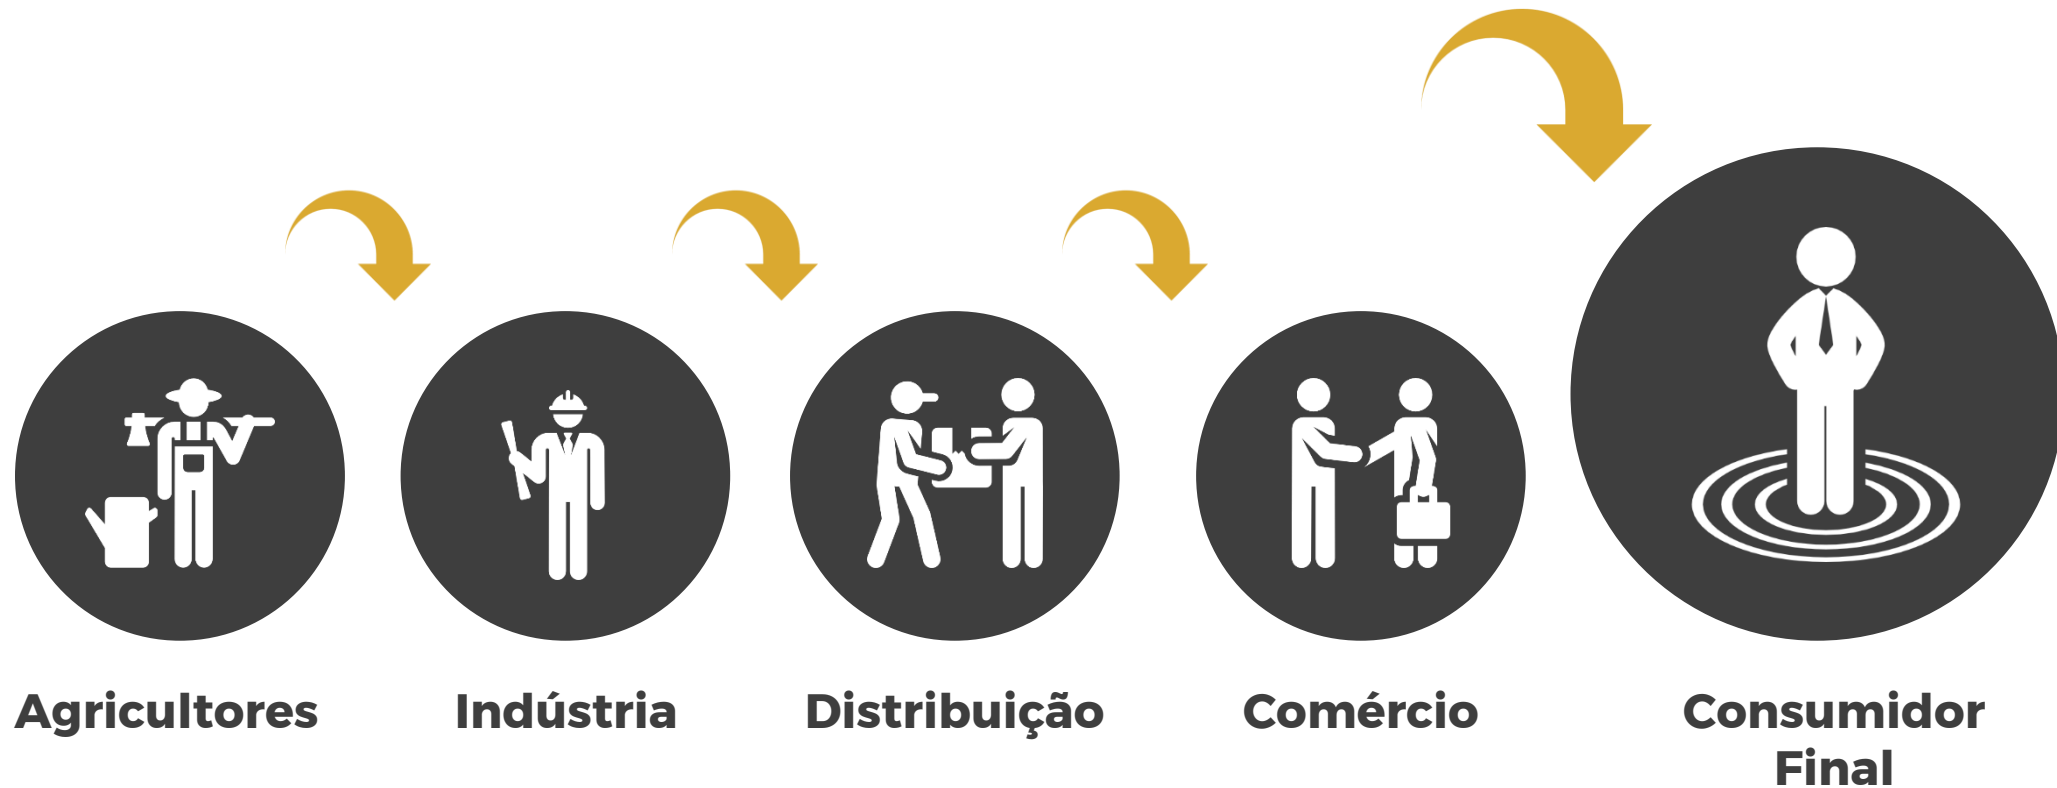 Agricultores
Indústria
Distribuição
Comércio
Consumidor
Final